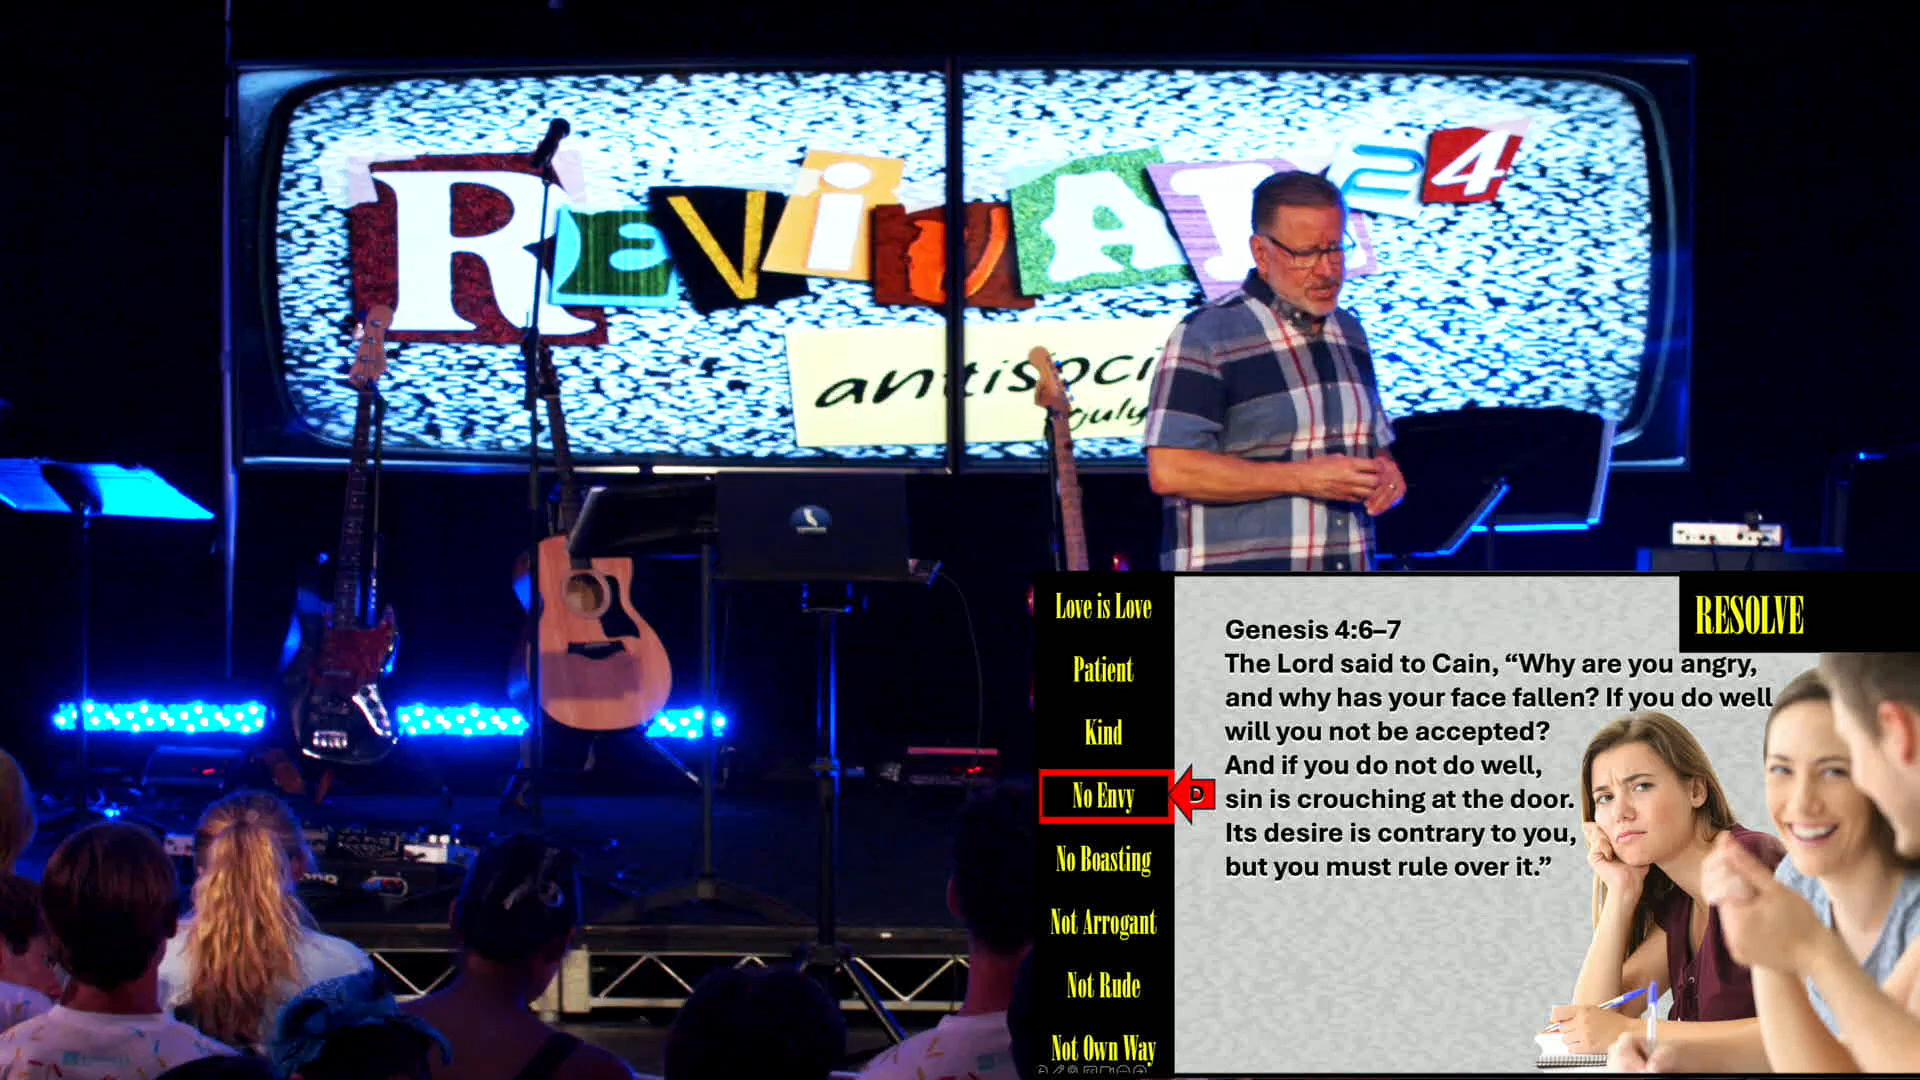 ReViVAL 24
antisoci
july
Love is Love
Patient
Kind
No Envy
D
No Boasting
Not Arrogant
Not Rude
Not Own Way
RESOLVE
Genesis 4:6–7
The Lord said to Cain, “Why are you angry,
and why has your face fallen? If you do well
will you not be accepted?
And if you do not do well,
sin is crouching at the door.
Its desire is contrary to you,
but you must rule over it.”